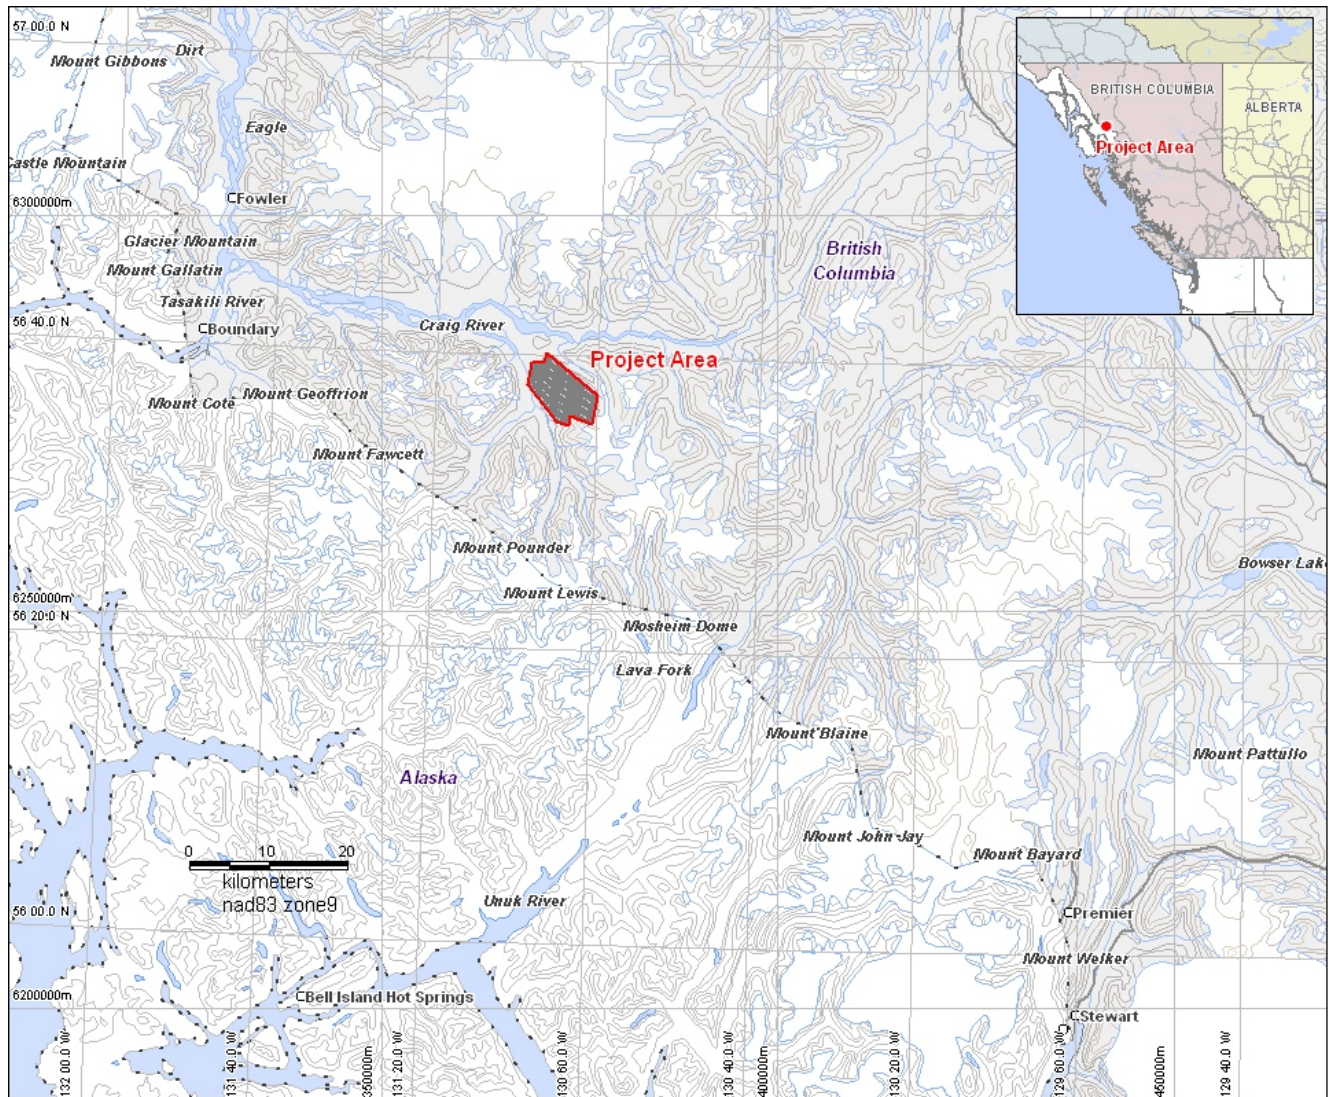 57 00.0 N
Dirt
Mount Gibbons
Eagle
Castle Mountain
Fowler
6300000m
Glacier Mountain
Mount Gallatin
Tasakili River
56 40.0 N
Boundary
Craig River
British
Columbia
Project Area
Mount Cote
Mount Geoffrion
Mount Fawcett
Mount Pounder
Mount Lewis
Bowser Lake
6250000m
56 20.0 N
Mosheim Dome
Lava Fork
Mount Blaine
Mount Pattullo
Alaska
Mount John Jay
Mount Bayard
0 10 20
kilometers
nad83 zone9
Unuk River
56 00.0 N
Premier
Mount Welker
6200000m
Bell Island Hot Springs
Stewart
132 00.0 W
131 40.0 W
350000m
131 20.0 W
130 60.0 W
130 40.0 W
400000m
130 20.0 W
129 60.0 W
450000m
129 40.0 W
BRITISH COLUMBIA
ALBERTA
Project Area